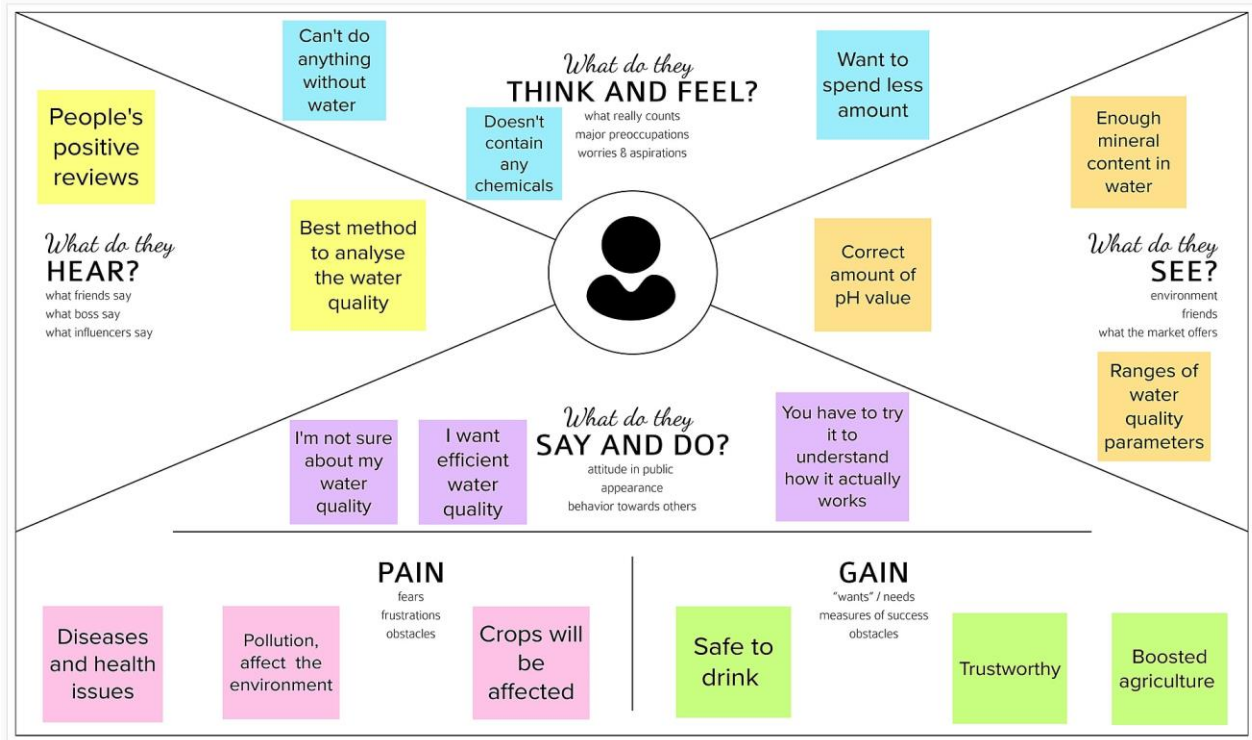 Can't do
anything
without
water
What do they
THINK AND FEEL?
what really counts
major preoccupations
worries & aspirations
Doesn't
contain
any
chemicals
Want to
spend less
amount
People's
positive
reviews
What do they
HEAR?
what friends say
what boss say
what influencers say
Best method
to analyse
the water
quality
Enough
mineral
content in
water
Correct
amount of
pH value
What do they
SEE?
environment
friends
what the market offers
Ranges of
water
quality
parameters
What do they
SAY AND DO?
attitude in public
appearance
behavior towards others
I'm not sure
about my
water
quality
I want
efficient
water
quality
You have to try
it to
understand
how it actually
works
PAIN
fears
frustrations
obstacles
Diseases
and health
issues
Pollution,
affect the
environment
Crops will
be
affected
GAIN
"wants" / needs
measures of success
obstacles
Safe to
drink
Trustworthy
Boosted
agriculture